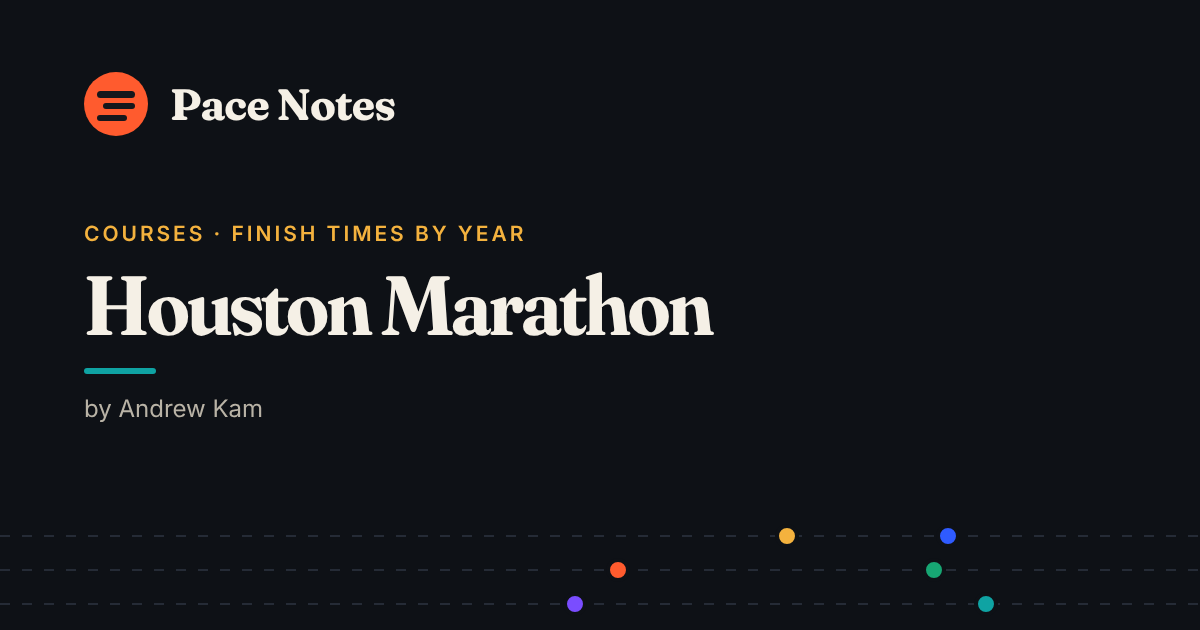 Pace Notes
COURSES · FINISH TIMES BY YEAR
Houston Marathon
by Andrew Kam